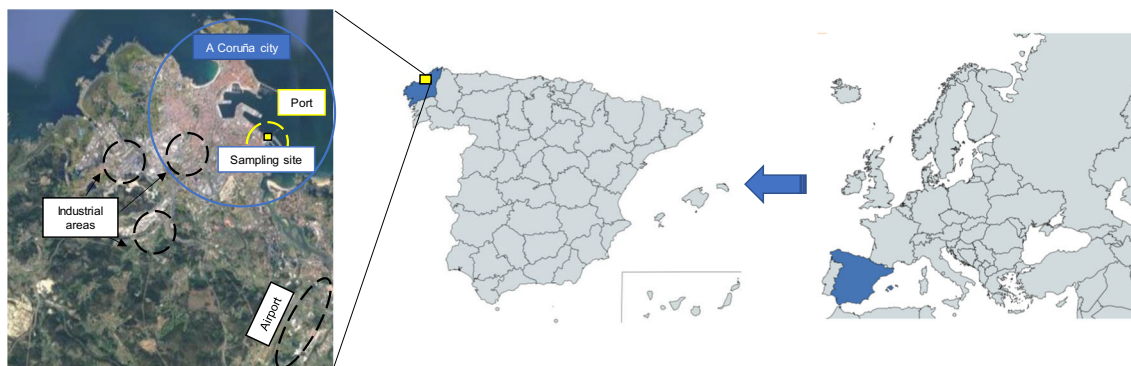 A Coruña city
Port
Sampling site
Industrial
areas
Airport